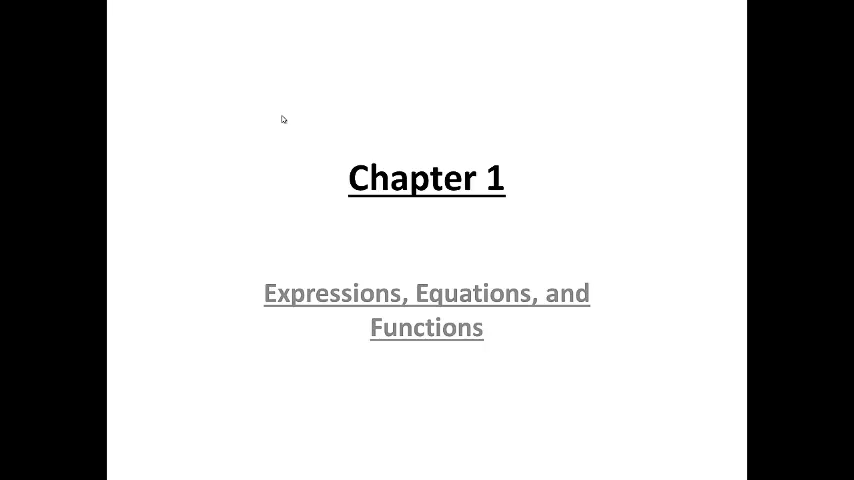 Chapter 1
Expressions, Equations, and
Functions